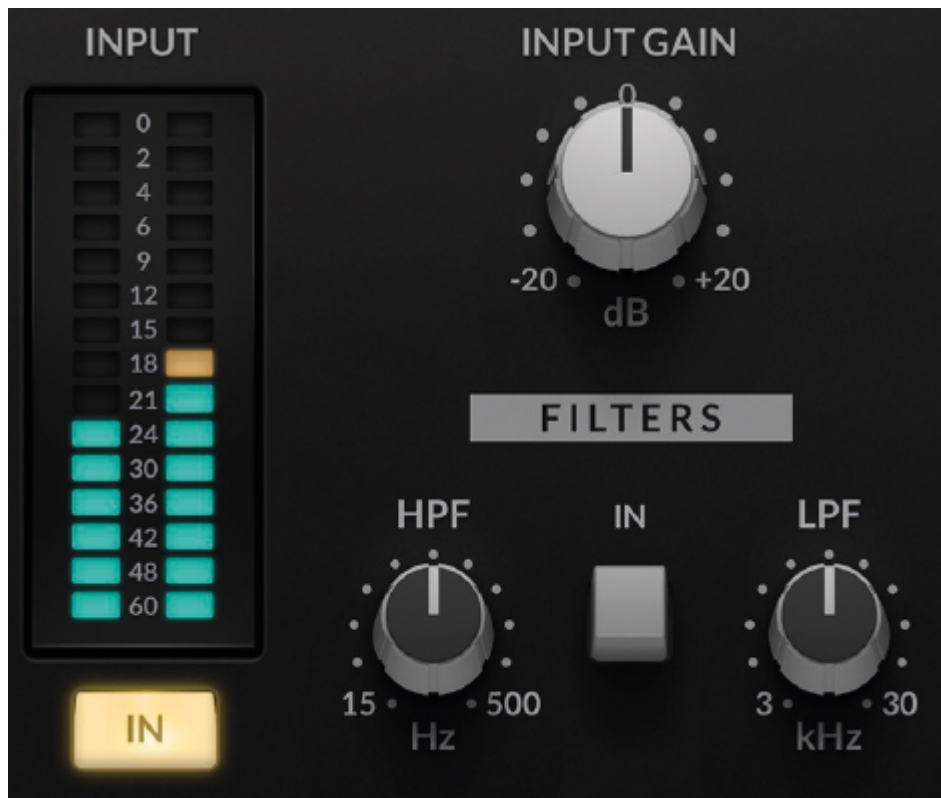 INPUT
0
2
4
6
9
12
15
18
21
24
30
36
42
48
60
IN
INPUT GAIN
0
-20 +20
dB
FILTERS
HPF
15 500
Hz
IN
LPF
3 30
kHz